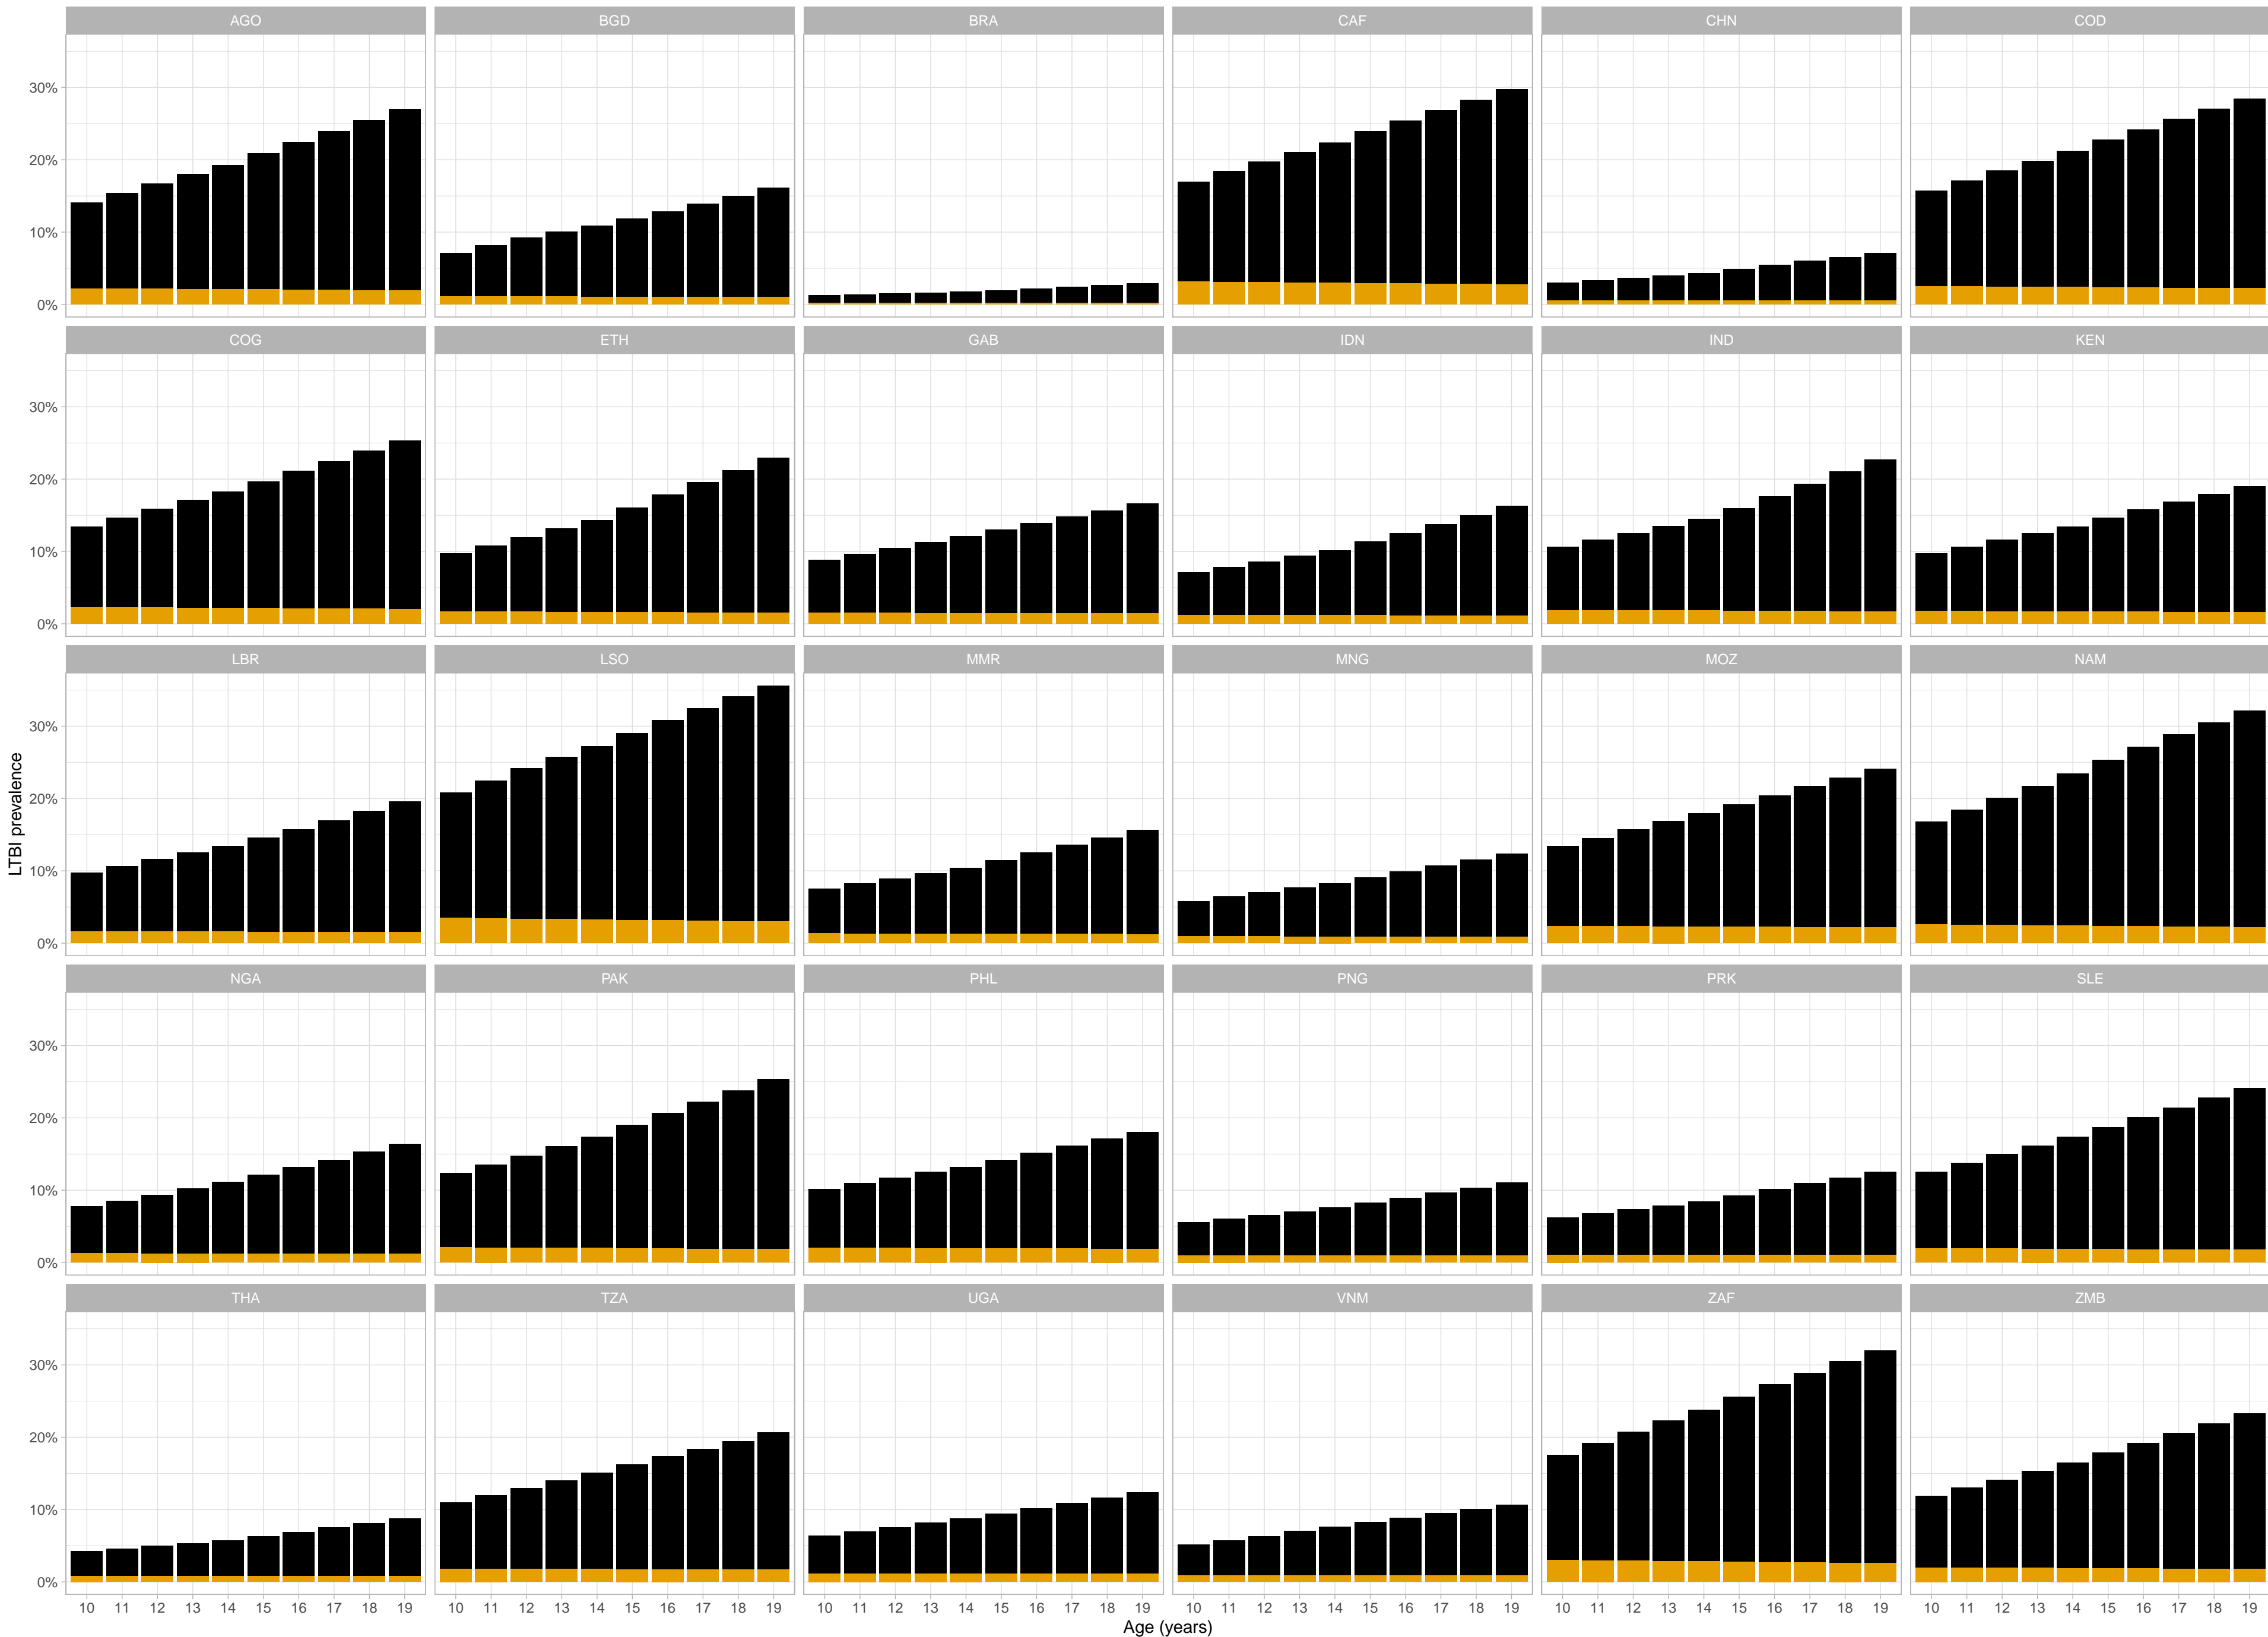 AGO BGD BRA CAF CHN COD
30%
20%
10%
0%
COG ETH GAB IDN IND KEN
30%
20%
10%
0%
LBR LSO MMR MNG MOZ NAM
30%
20%
10%
0%
LTBI prevalence
NGA PAK PHL PNG PRK SLE
30%
20%
10%
0%
THA TZA UGA VNM ZAF ZMB
30%
20%
10%
0%
10 11 12 13 14 15 16 17 18 19 10 11 12 13 14 15 16 17 18 19 10 11 12 13 14 15 16 17 18 19 10 11 12 13 14 15 16 17 18 19 10 11 12 13 14 15 16 17 18 19 10 11 12 13 14 15 16 17 18 19
Age (years)